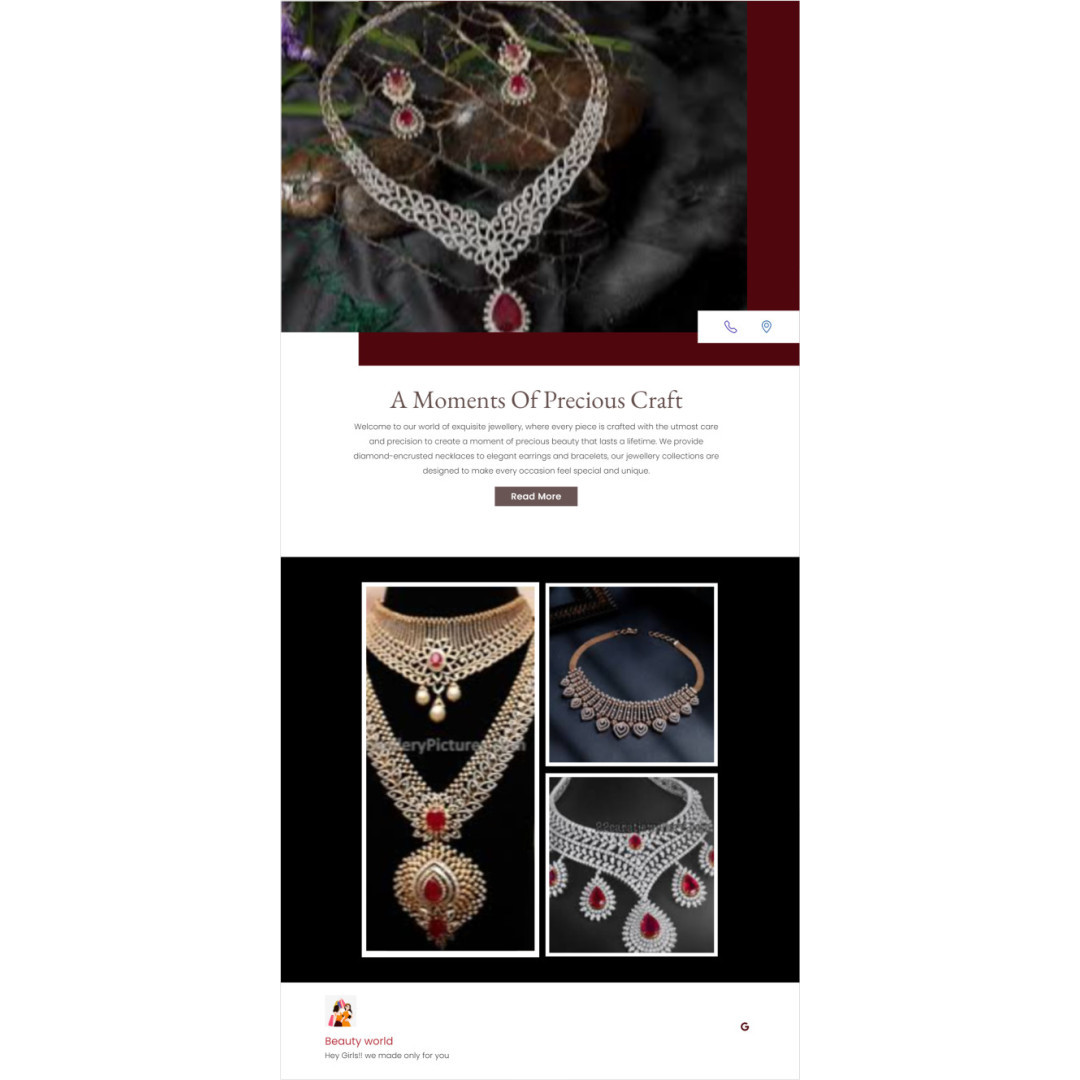 A Moments Of Precious Craft
Welcome to our world of exquisite jewellery, where every piece is crafted with the utmost care
and precision to create a moment of precious beauty that lasts a lifetime. We provide
diamond-encrusted necklaces to elegant earrings and bracelets, our jewellery collections are
designed to make every occasion feel special and unique.
Read More
G
Beauty world
Hey Girls!! we made only for you